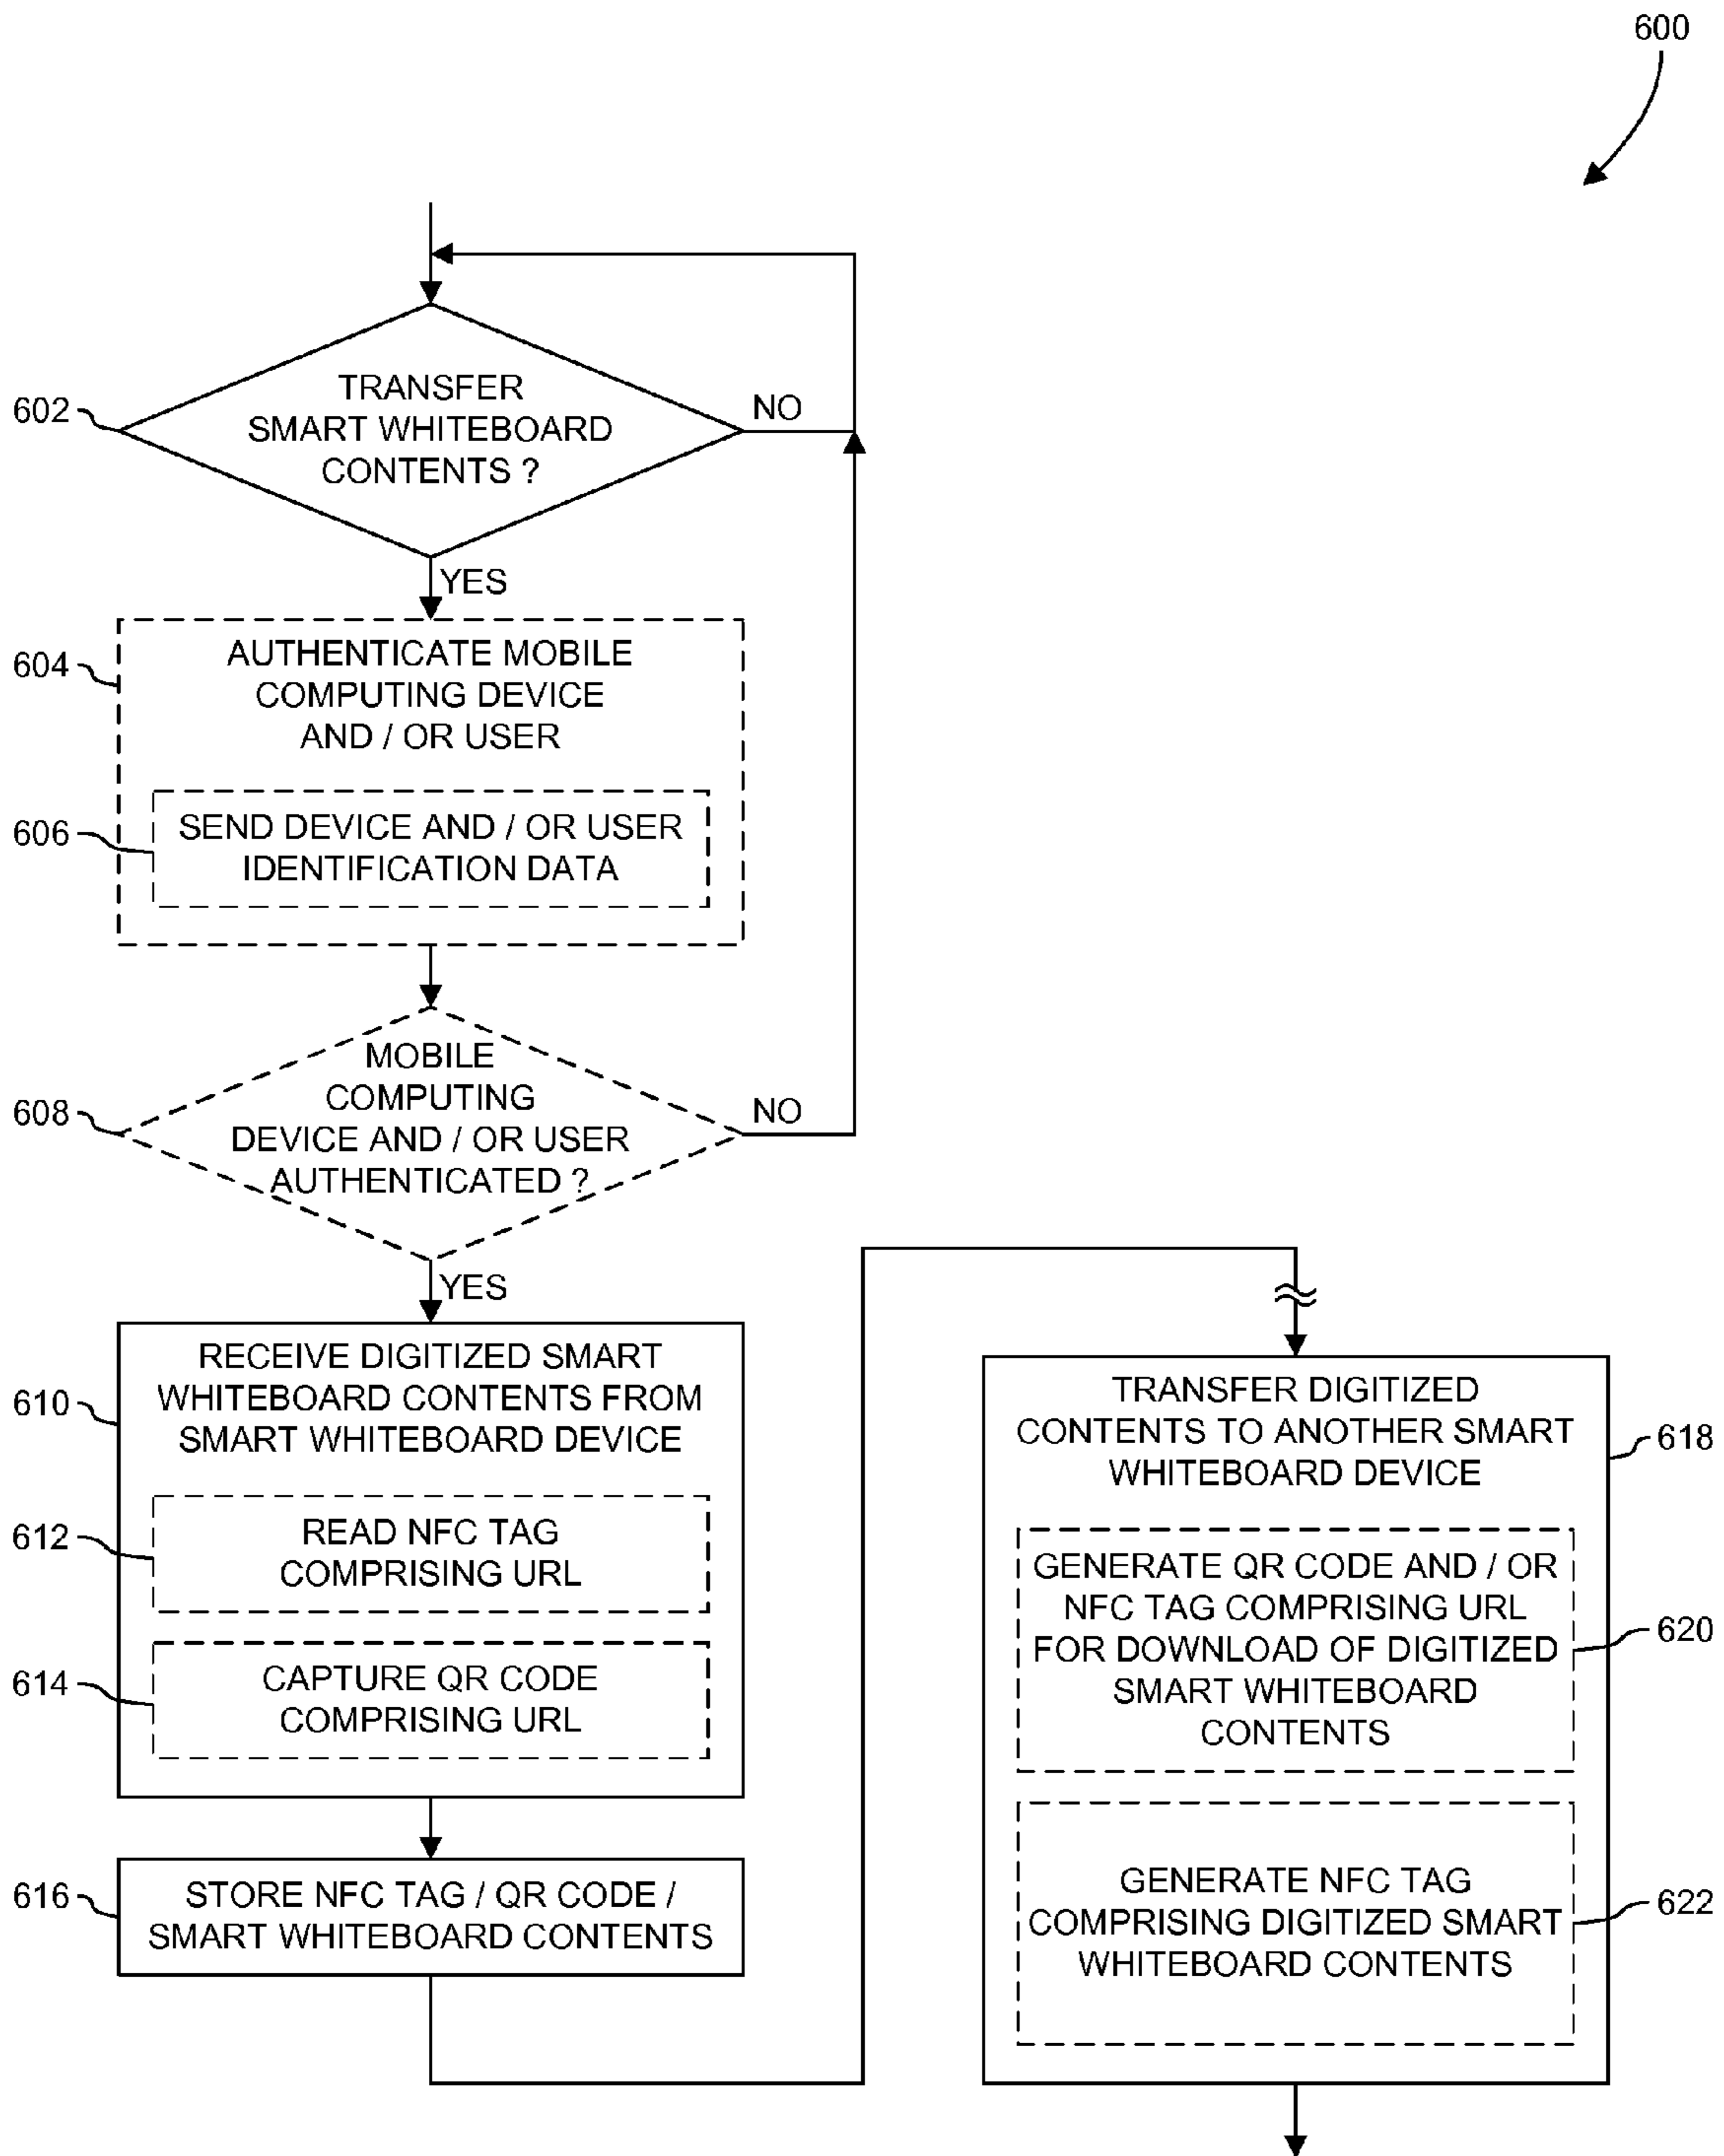 600
602
TRANSFER
SMART WHITEBOARD
CONTENTS ?
NO
YES
604
AUTHENTICATE MOBILE
COMPUTING DEVICE
AND / OR USER
606
SEND DEVICE AND / OR USER
IDENTIFICATION DATA
608
MOBILE
COMPUTING
DEVICE AND / OR USER
AUTHENTICATED ?
NO
YES
610
RECEIVE DIGITIZED SMART
WHITEBOARD CONTENTS FROM
SMART WHITEBOARD DEVICE
612
READ NFC TAG
COMPRISING URL
614
CAPTURE QR CODE
COMPRISING URL
616
STORE NFC TAG / QR CODE /
SMART WHITEBOARD CONTENTS
TRANSFER DIGITIZED
CONTENTS TO ANOTHER SMART
WHITEBOARD DEVICE
618
GENERATE QR CODE AND / OR
NFC TAG COMPRISING URL
FOR DOWNLOAD OF DIGITIZED
SMART WHITEBOARD
CONTENTS
620
GENERATE NFC TAG
COMPRISING DIGITIZED SMART
WHITEBOARD CONTENTS
622